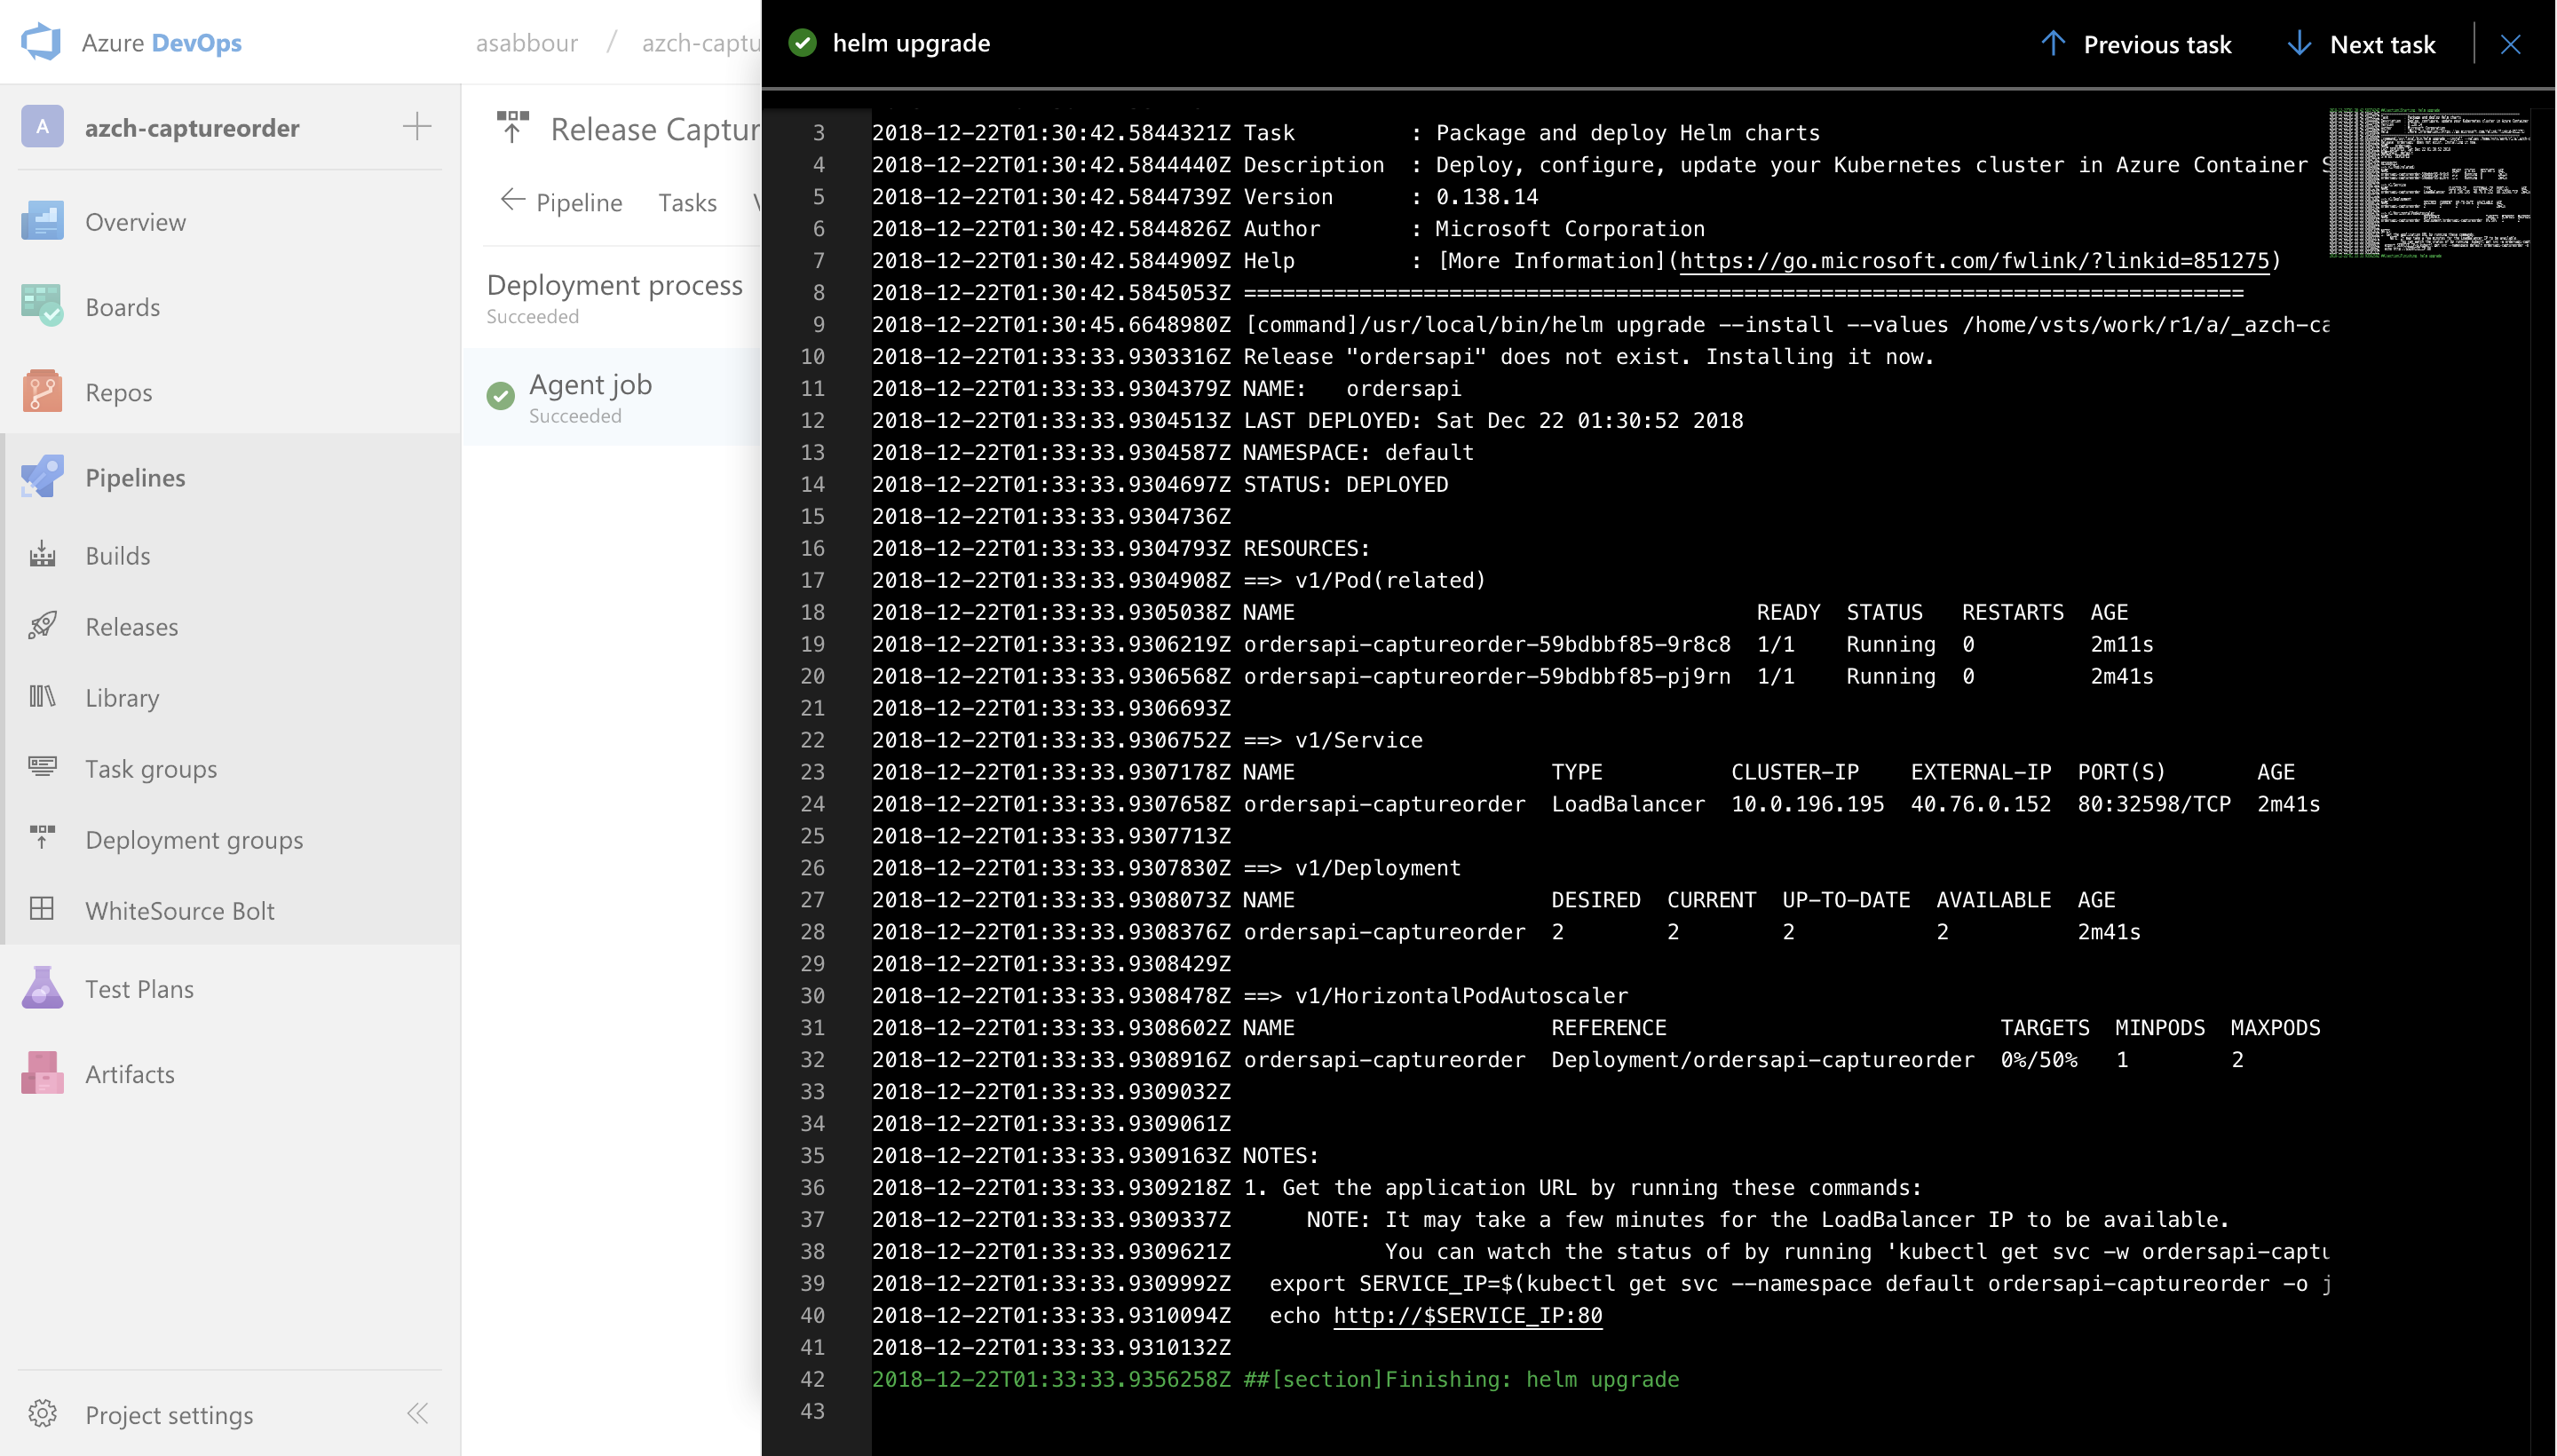 Azure DevOps
asabbour / azch-captu
A azch-captureorder
Overview
Boards
Repos
Pipelines
Builds
Releases
Library
Task groups
Deployment groups
WhiteSource Bolt
Test Plans
Artifacts
Project settings
Release Captur
Pipeline Tasks
Deployment process
Succeeded
Agent job
Succeeded
helm upgrade
Previous task Next task
3 2018-12-22T01:30:42.5844321Z Task         : Package and deploy Helm charts
4 2018-12-22T01:30:42.5844440Z Description  : Deploy, configure, update your Kubernetes cluster in Azure Container S
5 2018-12-22T01:30:42.5844739Z Version      : 0.138.14
6 2018-12-22T01:30:42.5844826Z Author       : Microsoft Corporation
7 2018-12-22T01:30:42.5844909Z Help         : [More Information](https://go.microsoft.com/fwlink/?linkid=851275)
8 2018-12-22T01:30:42.5845053Z ==============================================================================
9 2018-12-22T01:30:45.6648980Z [command]/usr/local/bin/helm upgrade --install --values /home/vsts/work/r1/a/_azch-ca
10 2018-12-22T01:33:33.9303316Z Release "ordersapi" does not exist. Installing it now.
11 2018-12-22T01:33:33.9304379Z NAME:   ordersapi
12 2018-12-22T01:33:33.9304513Z LAST DEPLOYED: Sat Dec 22 01:30:52 2018
13 2018-12-22T01:33:33.9304587Z NAMESPACE: default
14 2018-12-22T01:33:33.9304697Z STATUS: DEPLOYED
15 2018-12-22T01:33:33.9304736Z
16 2018-12-22T01:33:33.9304793Z RESOURCES:
17 2018-12-22T01:33:33.9304908Z ==> v1/Pod(related)
18 2018-12-22T01:33:33.9305038Z NAME                                    READY  STATUS   RESTARTS  AGE
19 2018-12-22T01:33:33.9306219Z ordersapi-captureorder-59bdbbf85-9r8c8  1/1    Running  0         2m11s
20 2018-12-22T01:33:33.9306568Z ordersapi-captureorder-59bdbbf85-pj9rn  1/1    Running  0         2m41s
21 2018-12-22T01:33:33.9306693Z
22 2018-12-22T01:33:33.9306752Z ==> v1/Service
23 2018-12-22T01:33:33.9307178Z NAME                    TYPE          CLUSTER-IP    EXTERNAL-IP  PORT(S)       AGE
24 2018-12-22T01:33:33.9307658Z ordersapi-captureorder  LoadBalancer  10.0.196.195  40.76.0.152  80:32598/TCP  2m41s
25 2018-12-22T01:33:33.9307713Z
26 2018-12-22T01:33:33.9307830Z ==> v1/Deployment
27 2018-12-22T01:33:33.9308073Z NAME                    DESIRED  CURRENT  UP-TO-DATE  AVAILABLE  AGE
28 2018-12-22T01:33:33.9308376Z ordersapi-captureorder  2        2        2           2          2m41s
29 2018-12-22T01:33:33.9308429Z
30 2018-12-22T01:33:33.9308478Z ==> v1/HorizontalPodAutoscaler
31 2018-12-22T01:33:33.9308602Z NAME                    REFERENCE                          TARGETS  MINPODS  MAXPODS
32 2018-12-22T01:33:33.9308916Z ordersapi-captureorder  Deployment/ordersapi-captureorder  0%/50%   1        2
33 2018-12-22T01:33:33.9309032Z
34 2018-12-22T01:33:33.9309061Z
35 2018-12-22T01:33:33.9309163Z NOTES:
36 2018-12-22T01:33:33.9309218Z 1. Get the application URL by running these commands:
37 2018-12-22T01:33:33.9309337Z      NOTE: It may take a few minutes for the LoadBalancer IP to be available.
38 2018-12-22T01:33:33.9309621Z            You can watch the status of by running 'kubectl get svc -w ordersapi-captu
39 2018-12-22T01:33:33.9309992Z   export SERVICE_IP=$(kubectl get svc --namespace default ordersapi-captureorder -o j
40 2018-12-22T01:33:33.9310094Z   echo http://$SERVICE_IP:80
41 2018-12-22T01:33:33.9310132Z
42 2018-12-22T01:33:33.9356258Z ##[section]Finishing: helm upgrade
43